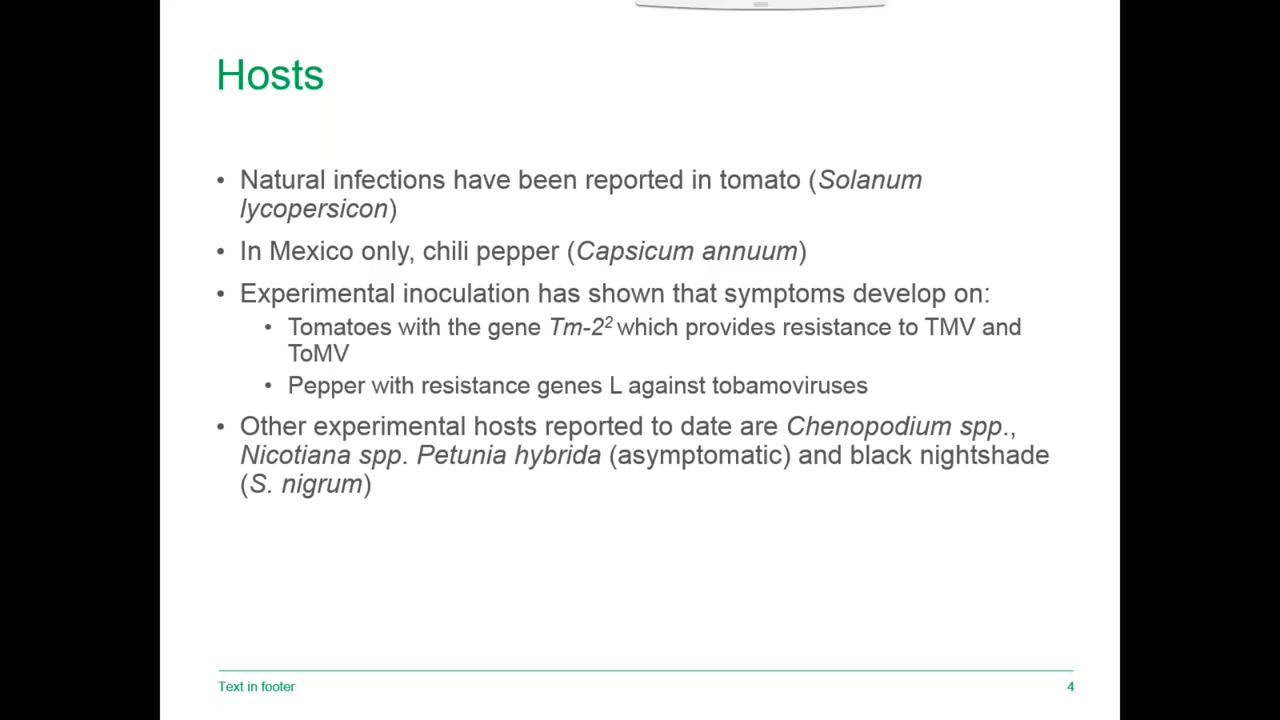 Hosts
• Natural infections have been reported in tomato (Solanum
lycopersicon)
• In Mexico only, chili pepper (Capsicum annuum)
• Experimental inoculation has shown that symptoms develop on:
• Tomatoes with the gene Tm-2² which provides resistance to TMV and
ToMV
• Pepper with resistance genes L against tobamoviruses
• Other experimental hosts reported to date are Chenopodium spp.,
Nicotiana spp. Petunia hybrida (asymptomatic) and black nightshade
(S. nigrum)
Text in footer
4